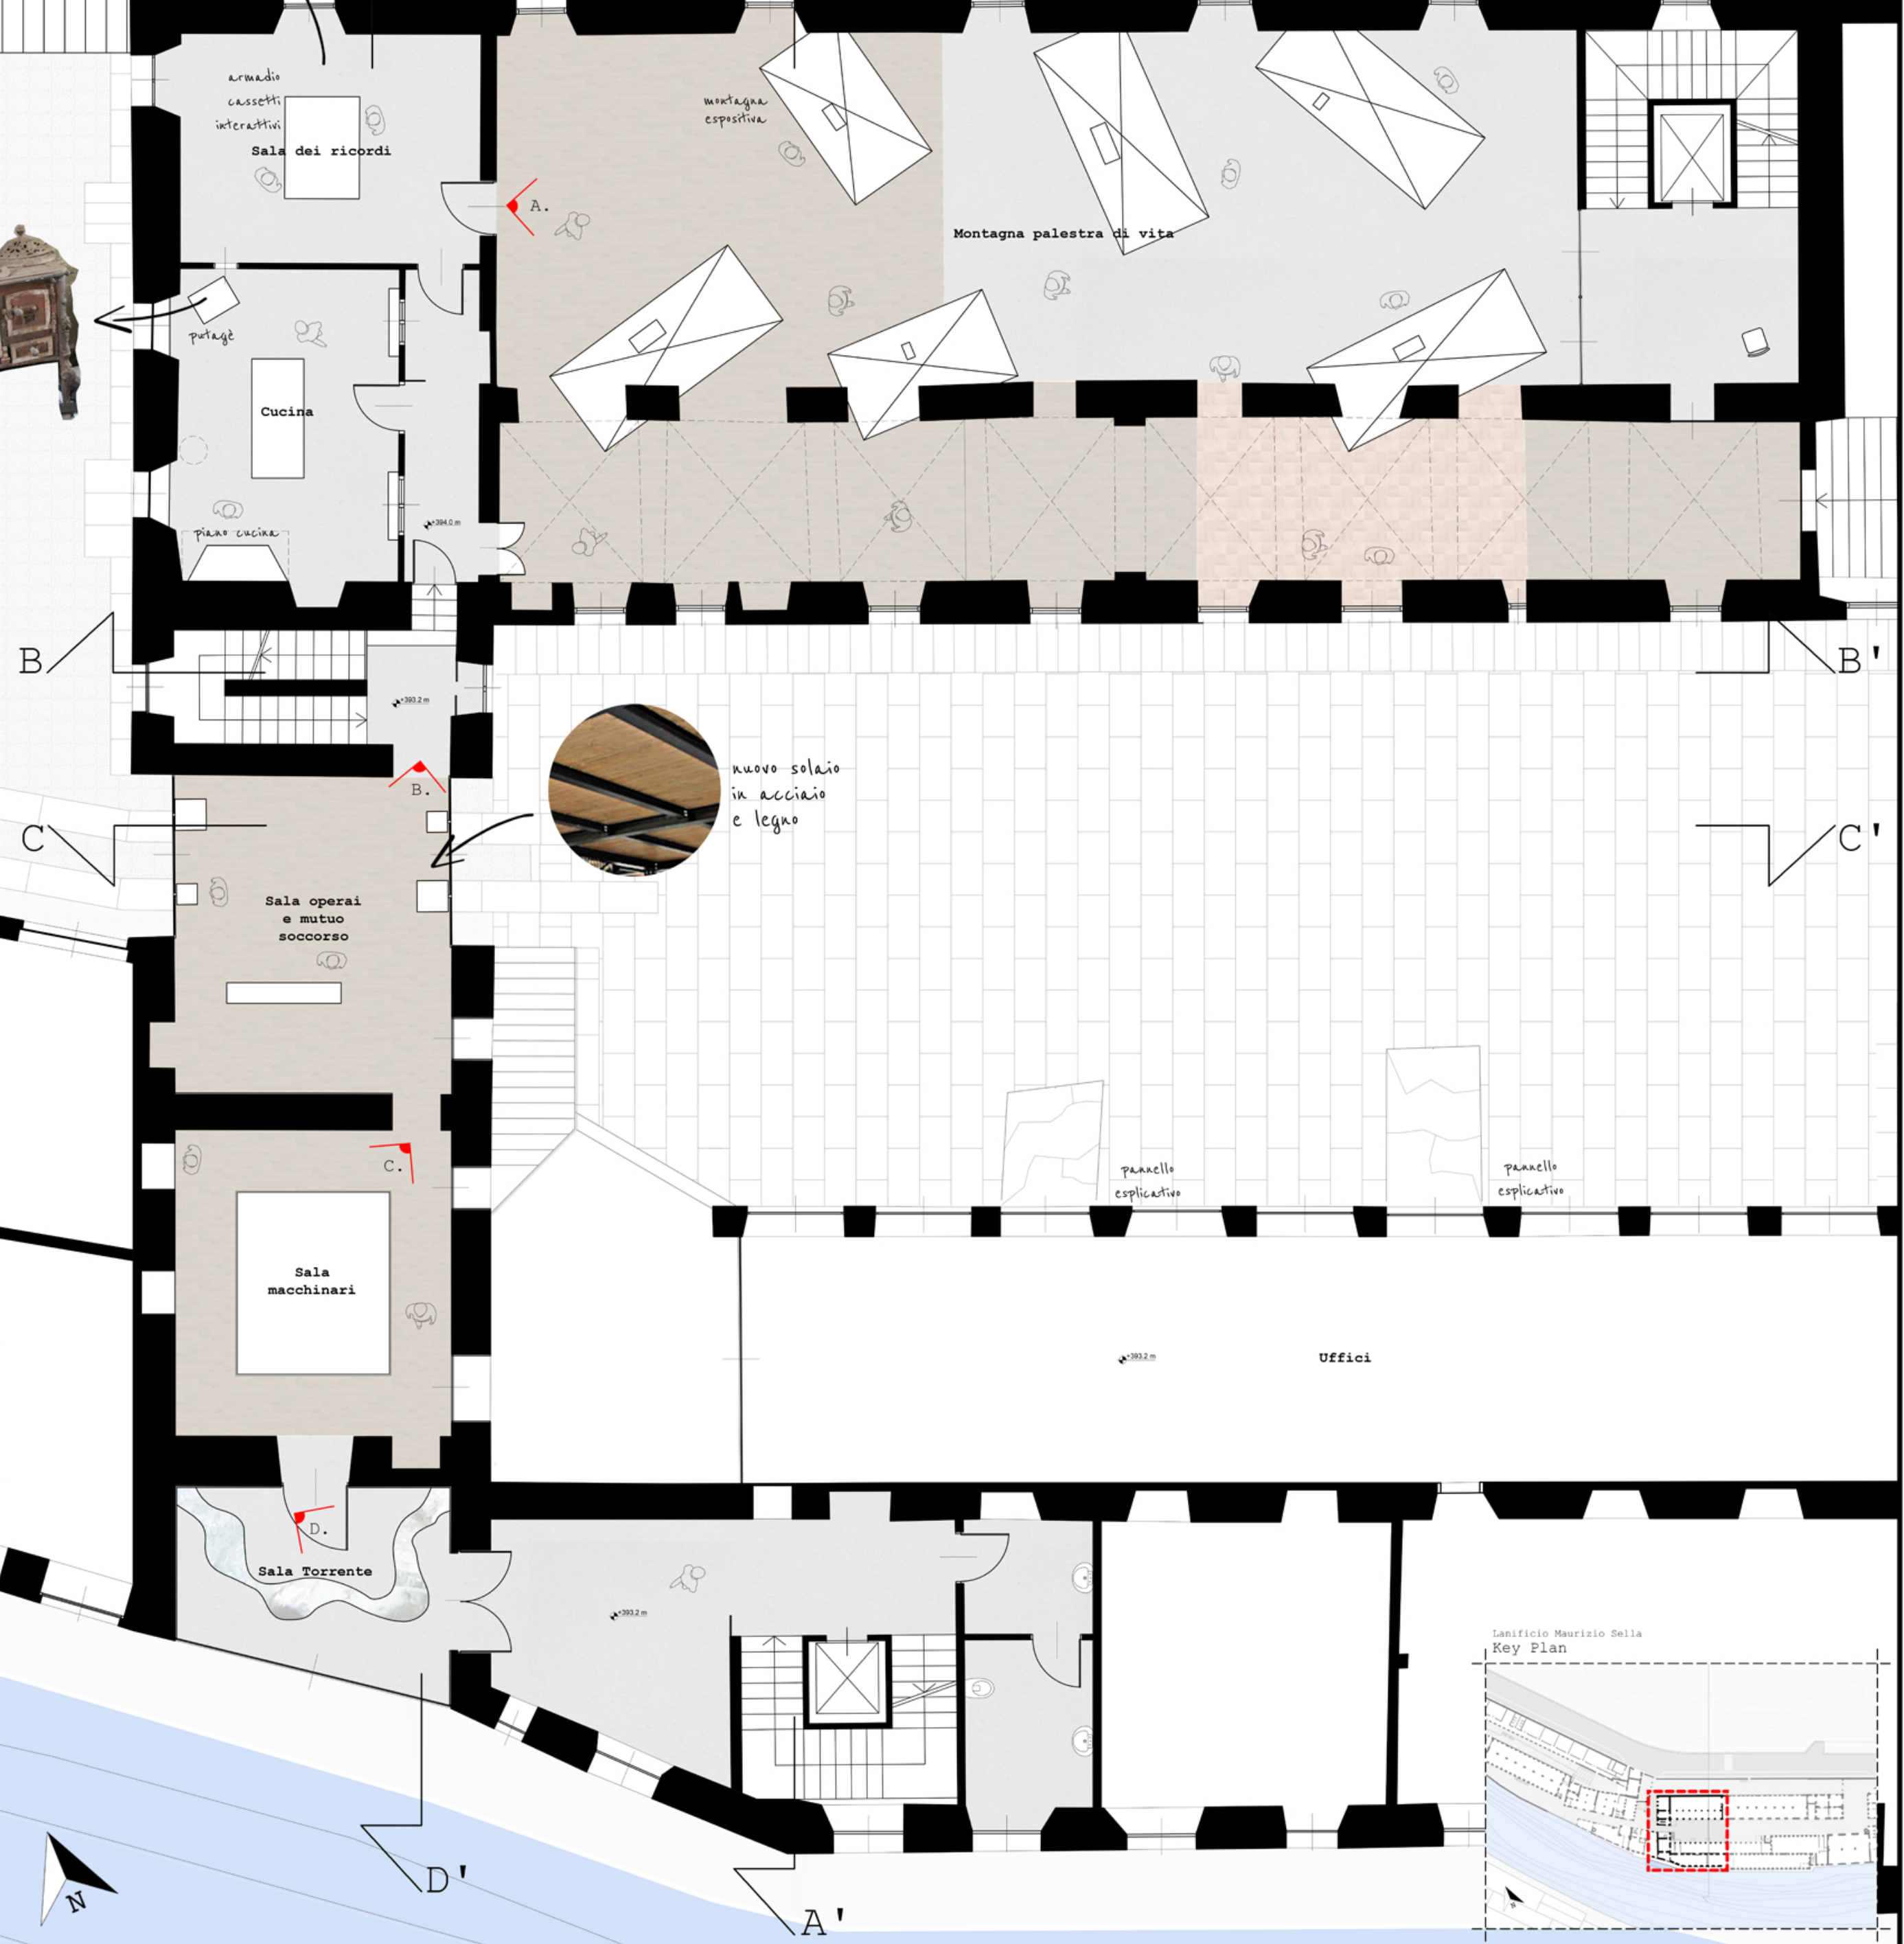 armadio
cassetti
interattivi
Sala dei ricordi
montagna
espositiva
A.
Montagna palestra di vita
putagè
Cucina
piano cucina
+394.0 m
B
B'
+393.2 m
B.
nuovo solaio
in acciaio
e legno
C
C'
Sala operai
e mutuo
soccorso
C.
pannello
esplicativo
pannello
esplicativo
Sala
macchinari
+393.2 m
Uffici
D.
Sala Torrente
+393.2 m
Lanificio Maurizio Sella
Key Plan
D'
A'
N